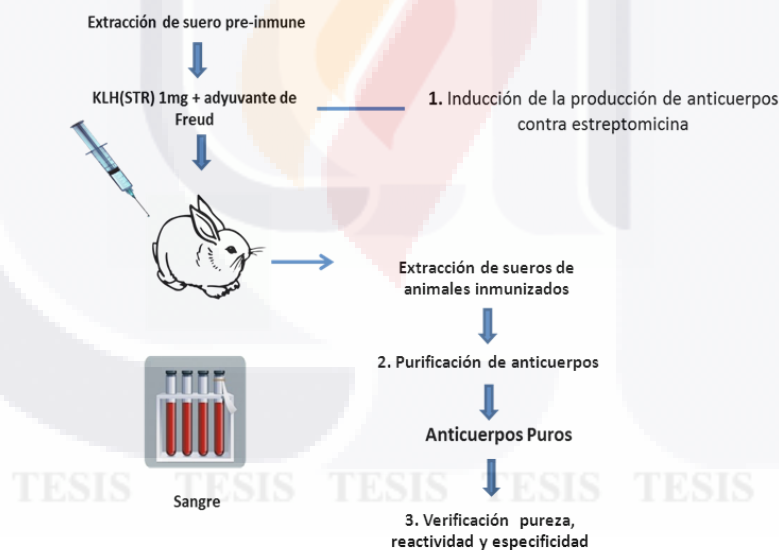 Extracción de suero pre-inmune
KLH(STR) 1mg + adyuvante de
Freud
1. Inducción de la producción de anticuerpos
contra estreptomicina
Extracción de sueros de
animales inmunizados
2. Purificación de anticuerpos
Anticuerpos Puros
TESIS TESIS TESIS TESIS TESIS
Sangre
3. Verificación pureza,
reactividad y especificidad